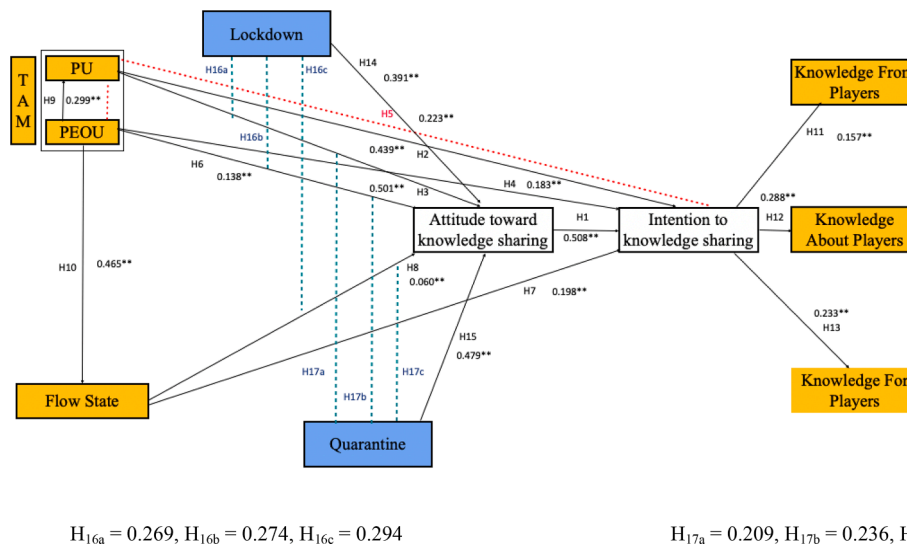 Lockdown
T
A
M
PU
H9
0.299**
PEOU
H16a
H16b
H16c
H14
0.391**
H5
0.223**
0.439**
H2
H6
0.138**
0.501**
H3
H4
0.183**
Knowledge From
Players
H11
0.157**
Attitude toward
knowledge sharing
H1
0.508**
Intention to
knowledge sharing
0.288**
H12
Knowledge
About Players
H10
0.465**
H8
0.060**
H7
0.198**
H15
0.479**
0.233**
H13
H17a
H17b
H17c
Flow State
Knowledge For
Players
Quarantine
H16a = 0.269, H16b = 0.274, H16c = 0.294
H17a = 0.209, H17b = 0.236, H